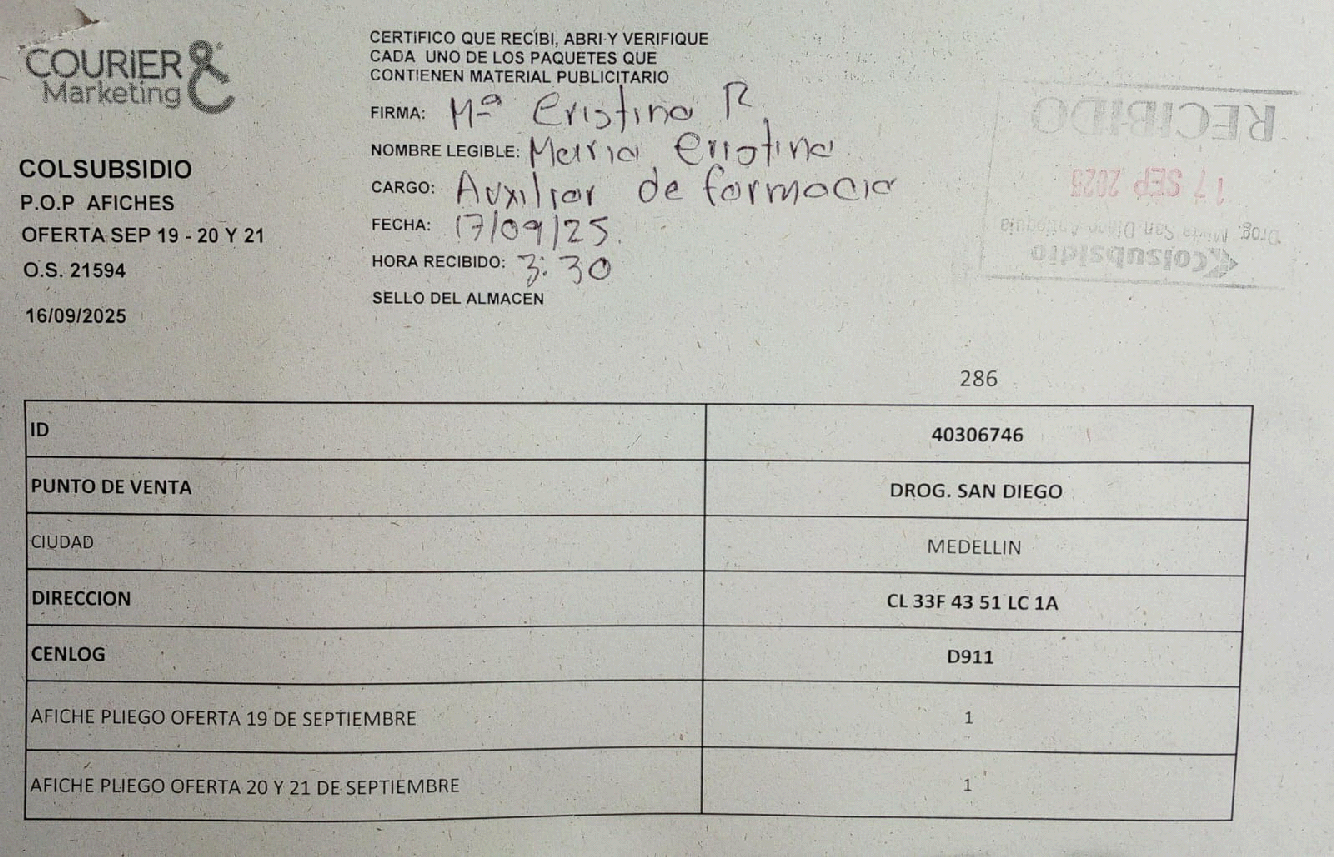 COURIER &
Marketing
COLSUBSIDIO
P.O.P AFICHES
OFERTA SEP 19 - 20 Y 21
O.S. 21594
16/09/2025
CERTIFICO QUE RECIBI, ABRI Y VERIFIQUE
CADA UNO DE LOS PAQUETES QUE
CONTIENEN MATERIAL PUBLICITARIO
FIRMA: Mª Cristina R
NOMBRE LEGIBLE: Maria Cristina
CARGO: Auxiliar de farmacia
FECHA: 17/09/25.
HORA RECIBIDO: 3:30
SELLO DEL ALMACEN
Colsubsidio
Drog. San Diego Antioquia
17 SEP 2025
RECIBIDO
286
ID 40306746
PUNTO DE VENTA DROG. SAN DIEGO
CIUDAD MEDELLIN
DIRECCION CL 33F 43 51 LC 1A
CENLOG D911
AFICHE PLIEGO OFERTA 19 DE SEPTIEMBRE 1
AFICHE PLIEGO OFERTA 20 Y 21 DE SEPTIEMBRE 1